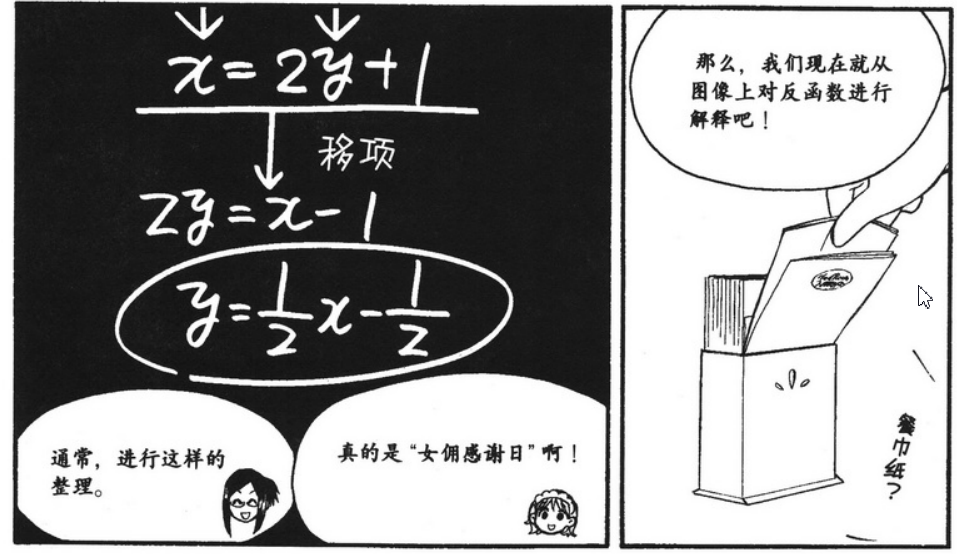 x=2y+1
移项
2y=x-1
y=1/2x-1/2
通常，进行这样的
整理。
真的是“女佣感谢日”啊！
那么，我们现在就从
图像上对反函数进行
解释吧！
餐巾纸？